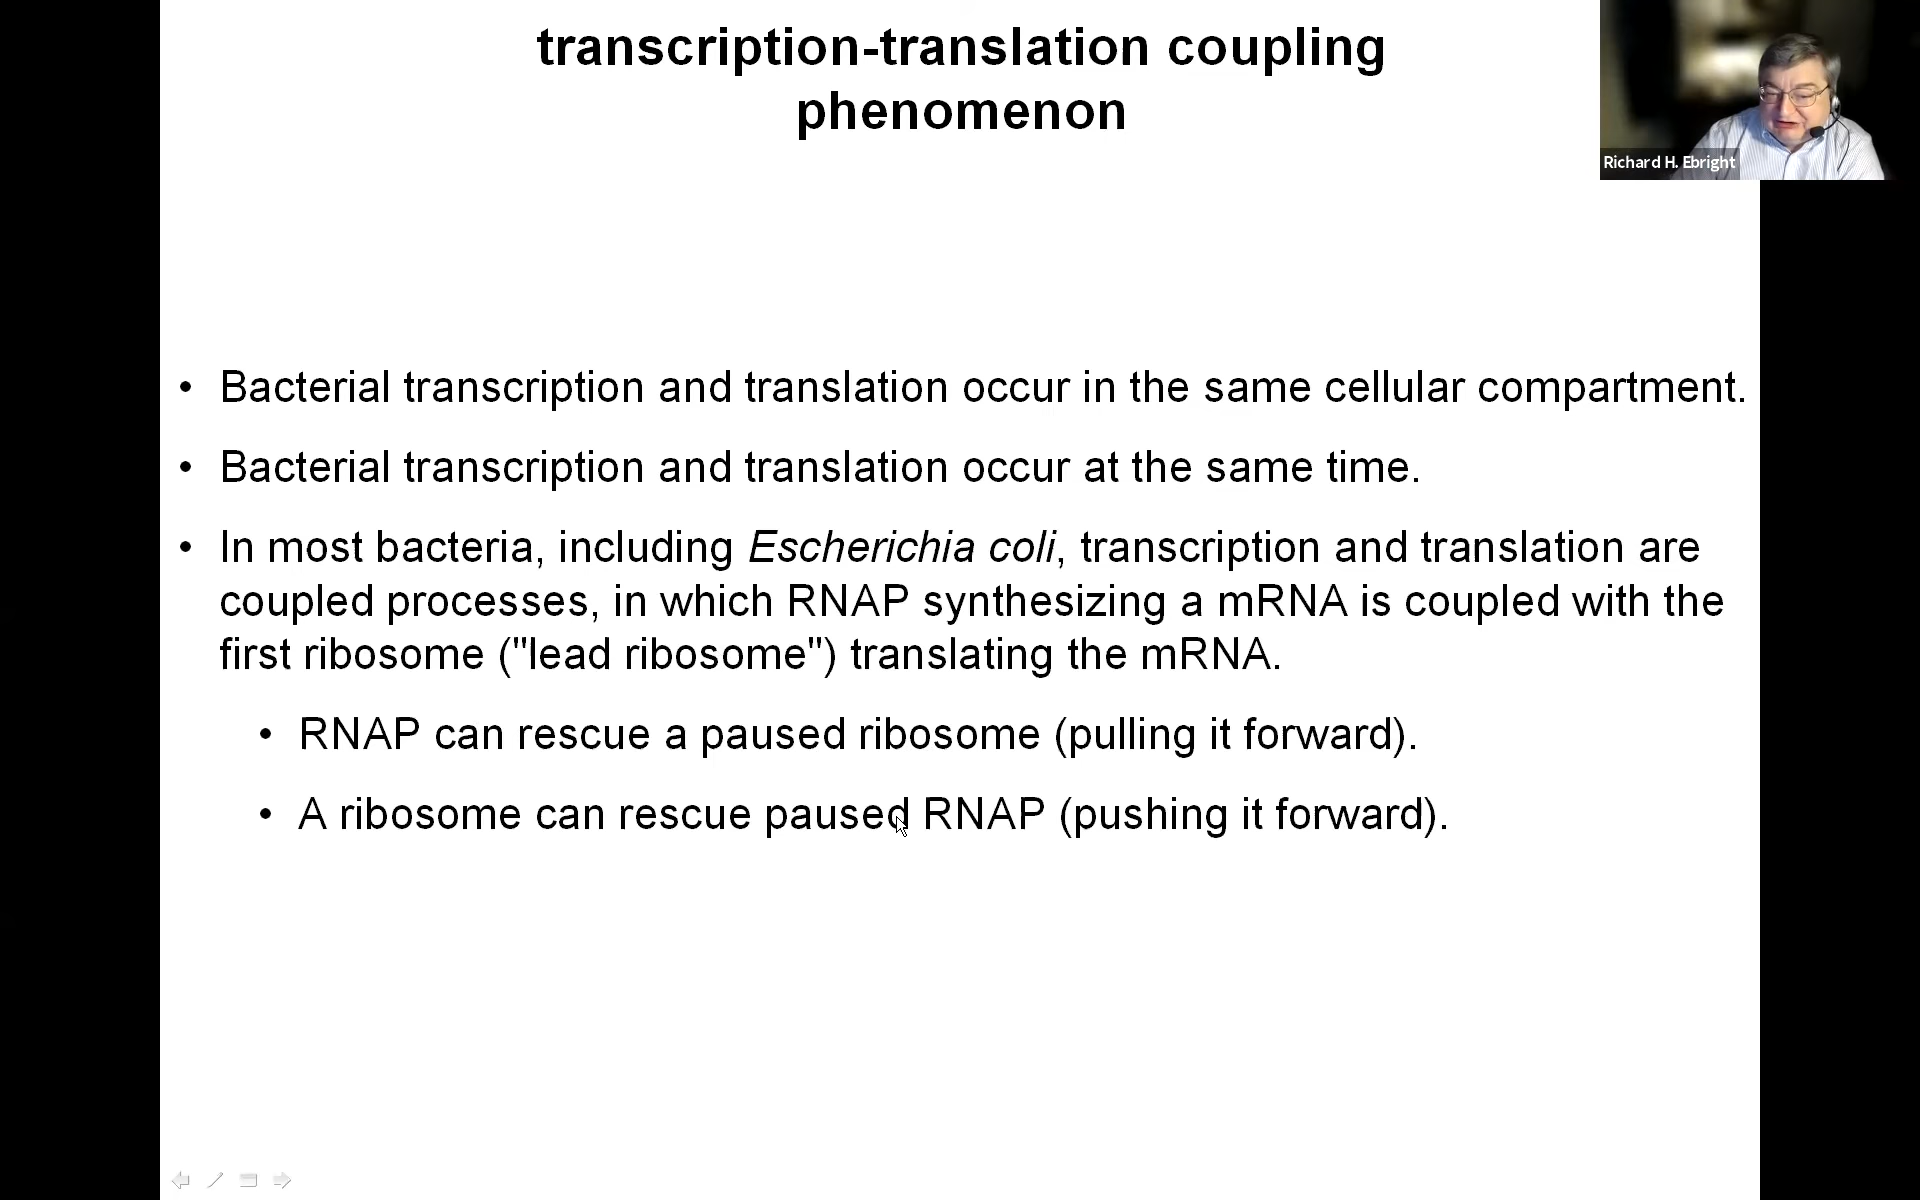 transcription-translation coupling
phenomenon
Richard H. Ebright
• Bacterial transcription and translation occur in the same cellular compartment.
• Bacterial transcription and translation occur at the same time.
• In most bacteria, including Escherichia coli, transcription and translation are
coupled processes, in which RNAP synthesizing a mRNA is coupled with the
first ribosome ("lead ribosome") translating the mRNA.
• RNAP can rescue a paused ribosome (pulling it forward).
• A ribosome can rescue paused RNAP (pushing it forward).